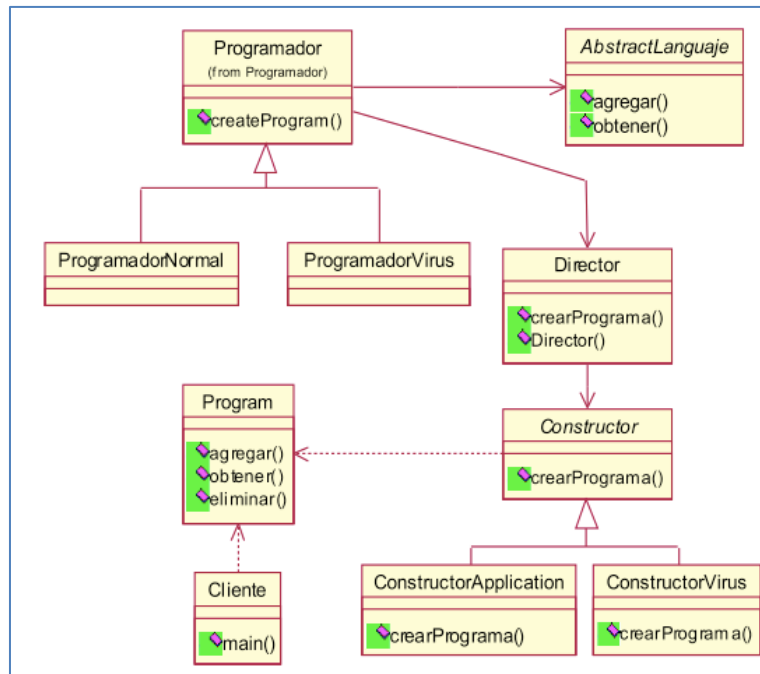 Programador
(from Programador)
createProgram()
AbstractLanguaje
agregar()
obtener()
ProgramadorNormal
ProgramadorVirus
Director
crearPrograma()
Director()
Program
agregar()
obtener()
eliminar()
Constructor
crearPrograma()
Cliente
main()
ConstructorApplication
crearPrograma()
ConstructorVirus
crearPrograma()